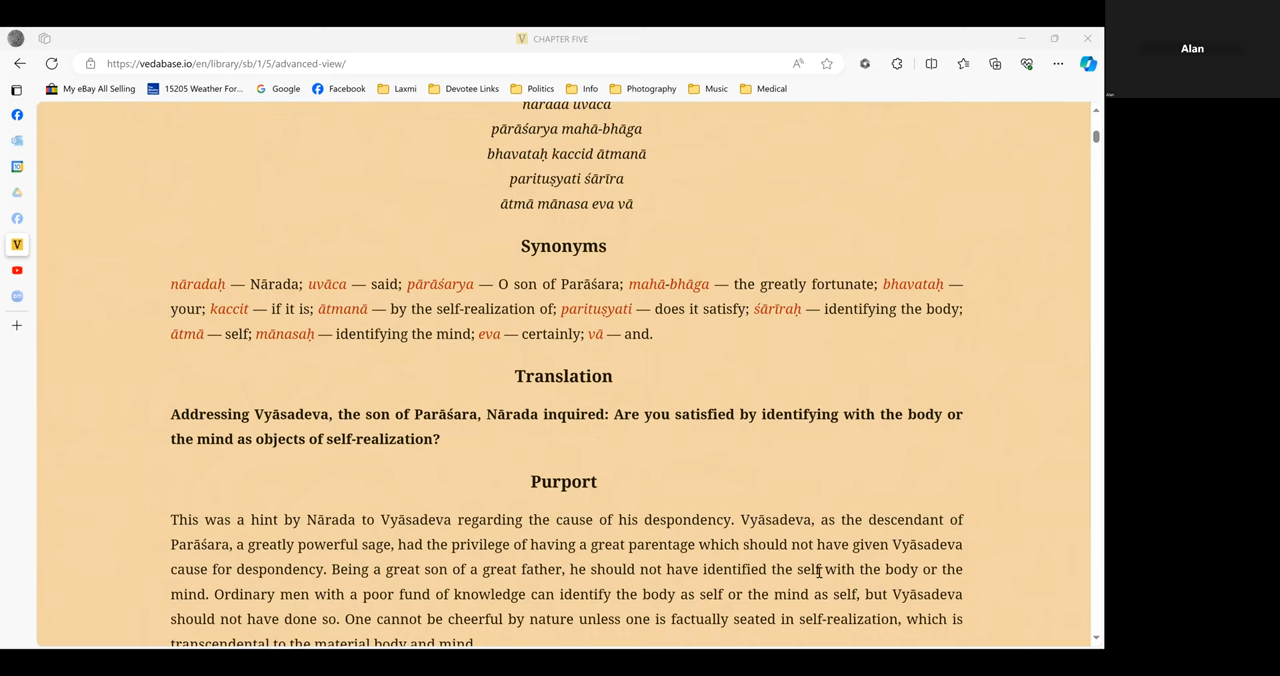 CHAPTER FIVE
https://vedabase.io/en/library/sb/1/5/advanced-view/
My eBay All Selling 15205 Weather For... Google Facebook Laxmi Devotee Links Politics Info Photography Music Medical
nārada uvāca
pārāśarya mahā-bhāga
bhavataḥ kaccid ātmanā
parituṣyati śārīra
ātmā mānasa eva vā
Synonyms
nāradaḥ — Nārada; uvāca — said; pārāśarya — O son of Parāśara; mahā-bhāga — the greatly fortunate; bhavataḥ —
your; kaccit — if it is; ātmanā — by the self-realization of; parituṣyati — does it satisfy; śārīraḥ — identifying the body;
ātmā — self; mānasaḥ — identifying the mind; eva — certainly; vā — and.
Translation
Addressing Vyāsadeva, the son of Parāśara, Nārada inquired: Are you satisfied by identifying with the body or
the mind as objects of self-realization?
Purport
This was a hint by Nārada to Vyāsadeva regarding the cause of his despondency. Vyāsadeva, as the descendant of
Parāśara, a greatly powerful sage, had the privilege of having a great parentage which should not have given Vyāsadeva
cause for despondency. Being a great son of a great father, he should not have identified the self with the body or the
mind. Ordinary men with a poor fund of knowledge can identify the body as self or the mind as self, but Vyāsadeva
should not have done so. One cannot be cheerful by nature unless one is factually seated in self-realization, which is
transcendental to the material body and mind.
Alan
Alan